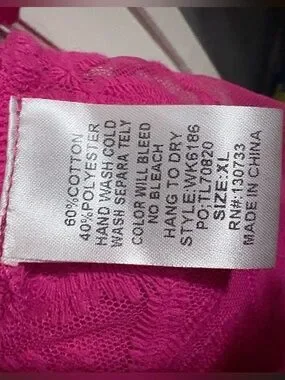 60%COTTON
40%POLYESTER
HAND WASH COLD
WASH SEPARA TELY
COLOR WILL BLEED
NO BLEACH
HANG TO DRY
STYLE:WK6186
PO:TL70820
SIZE:XL
RN#:130733
MADE IN CHINA